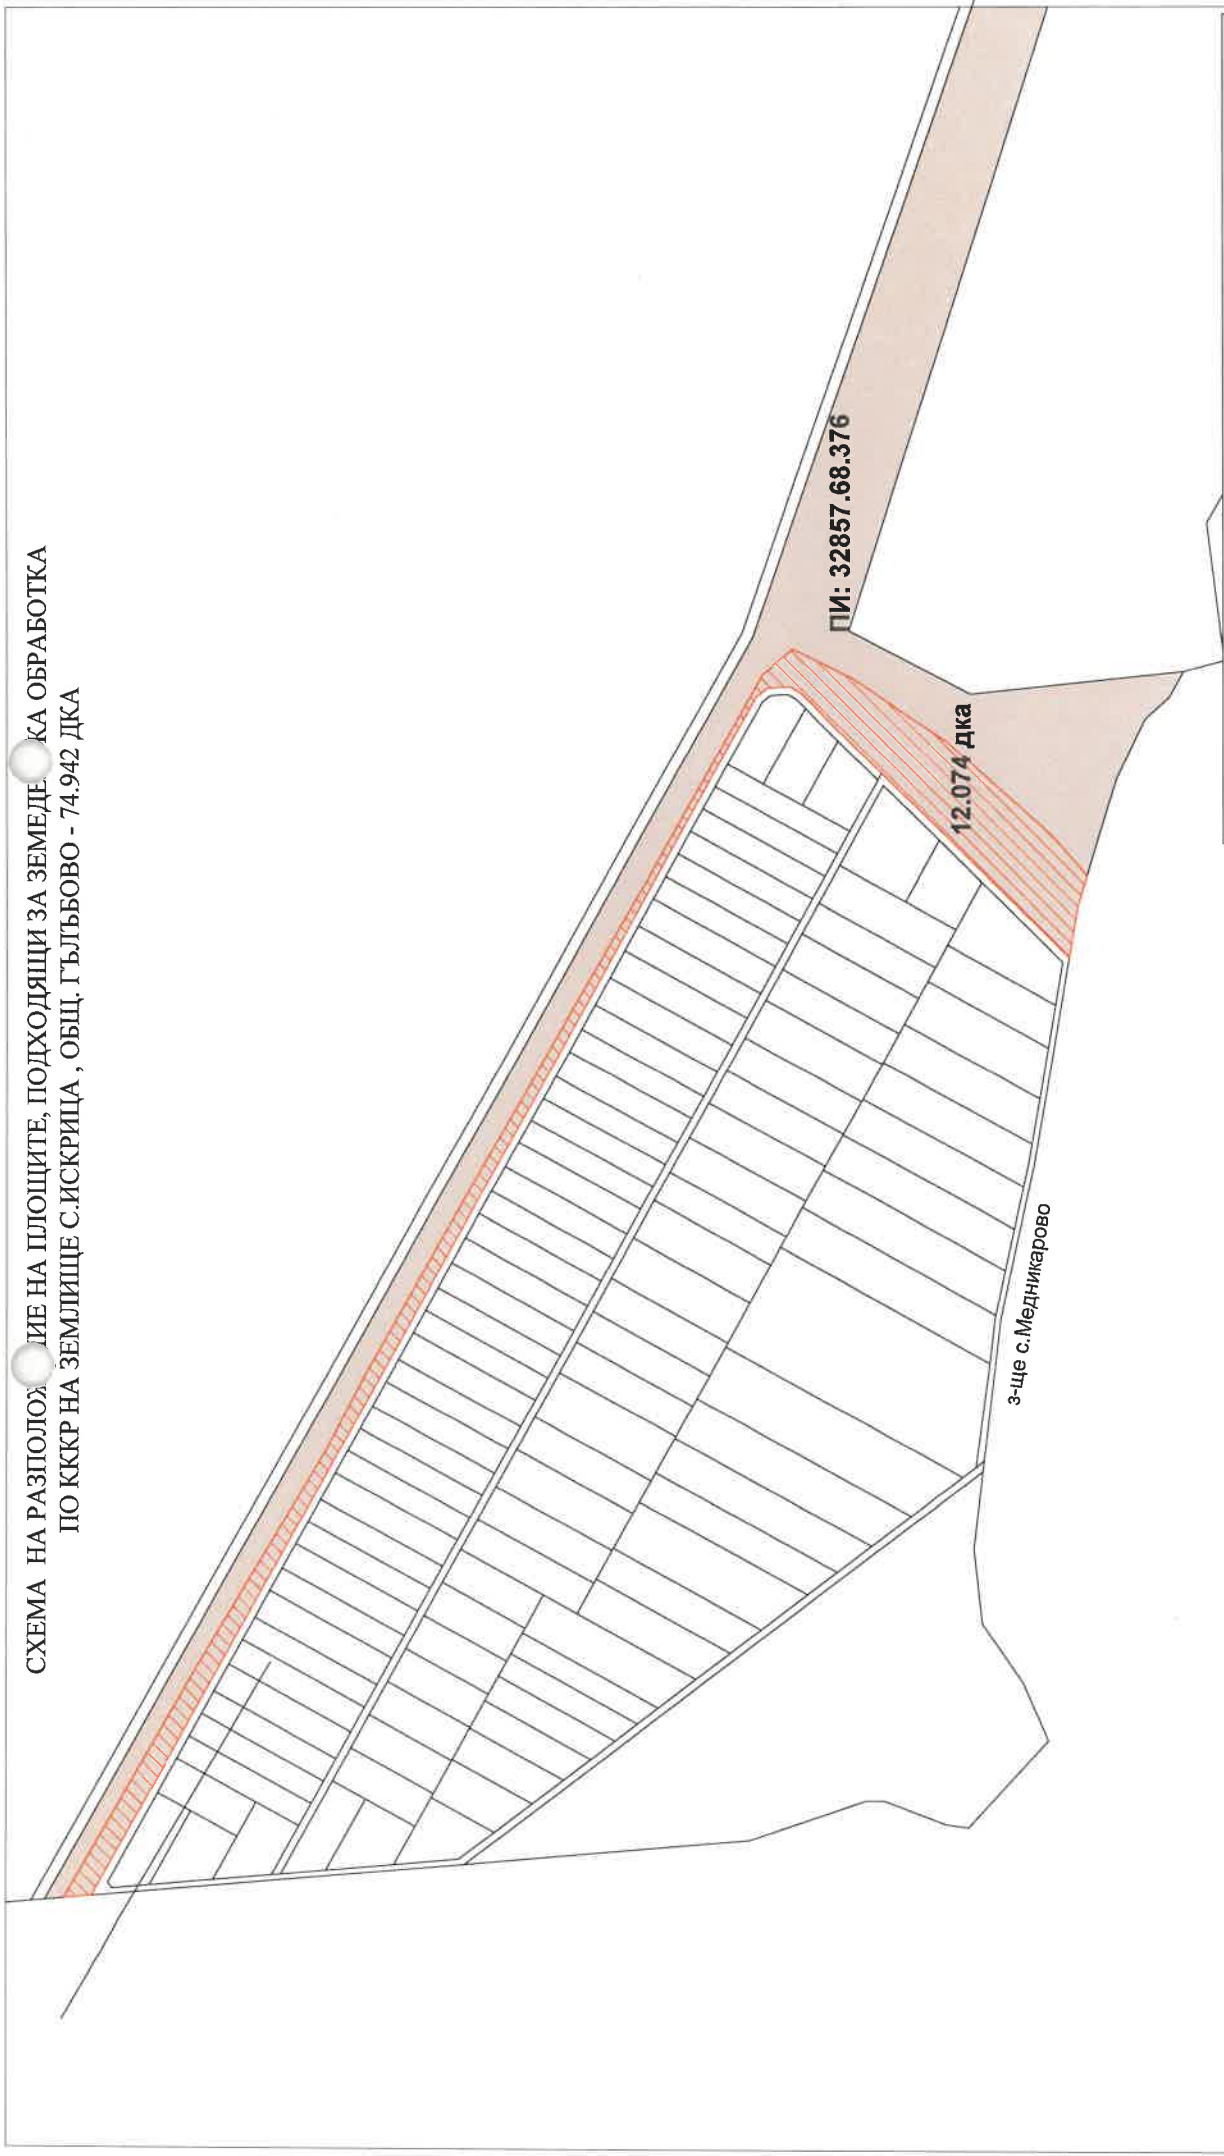 СХЕМА НА РАЗПОЛОЖ ИЕ НА ПЛОЩИТЕ, ПОДХОДЯЩИ ЗА ЗЕМЕДЕ КА ОБРАБОТКА
ПО КККР НА ЗЕМЛИЩЕ С.ИСКРИЦА , ОБЩ. ГЪЛЪБОВО - 74.942 ДКА
ПИ: 32857.68.376
12.074 дка
з-ще с.Медникарово